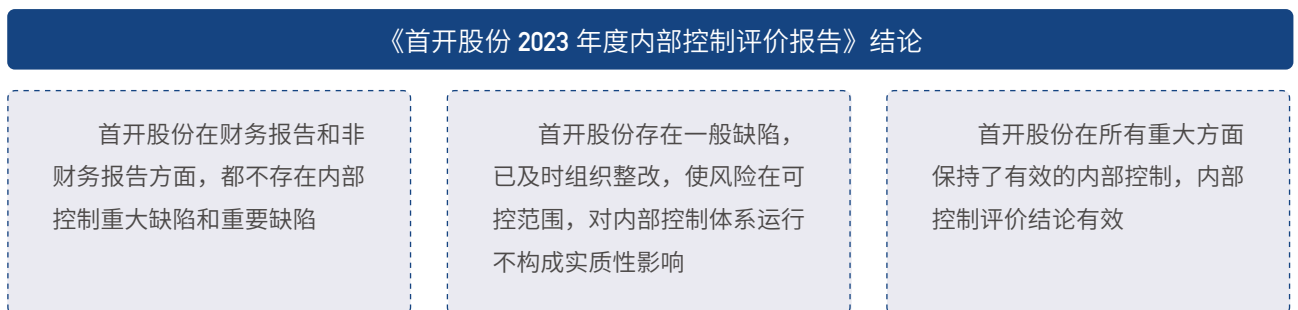 《首开股份 2023 年度内部控制评价报告》结论
首开股份在财务报告和非
财务报告方面，都不存在内部
控制重大缺陷和重要缺陷
首开股份存在一般缺陷，
已及时组织整改，使风险在可
控范围，对内部控制体系运行
不构成实质性影响
首开股份在所有重大方面
保持了有效的内部控制，内部
控制评价结论有效